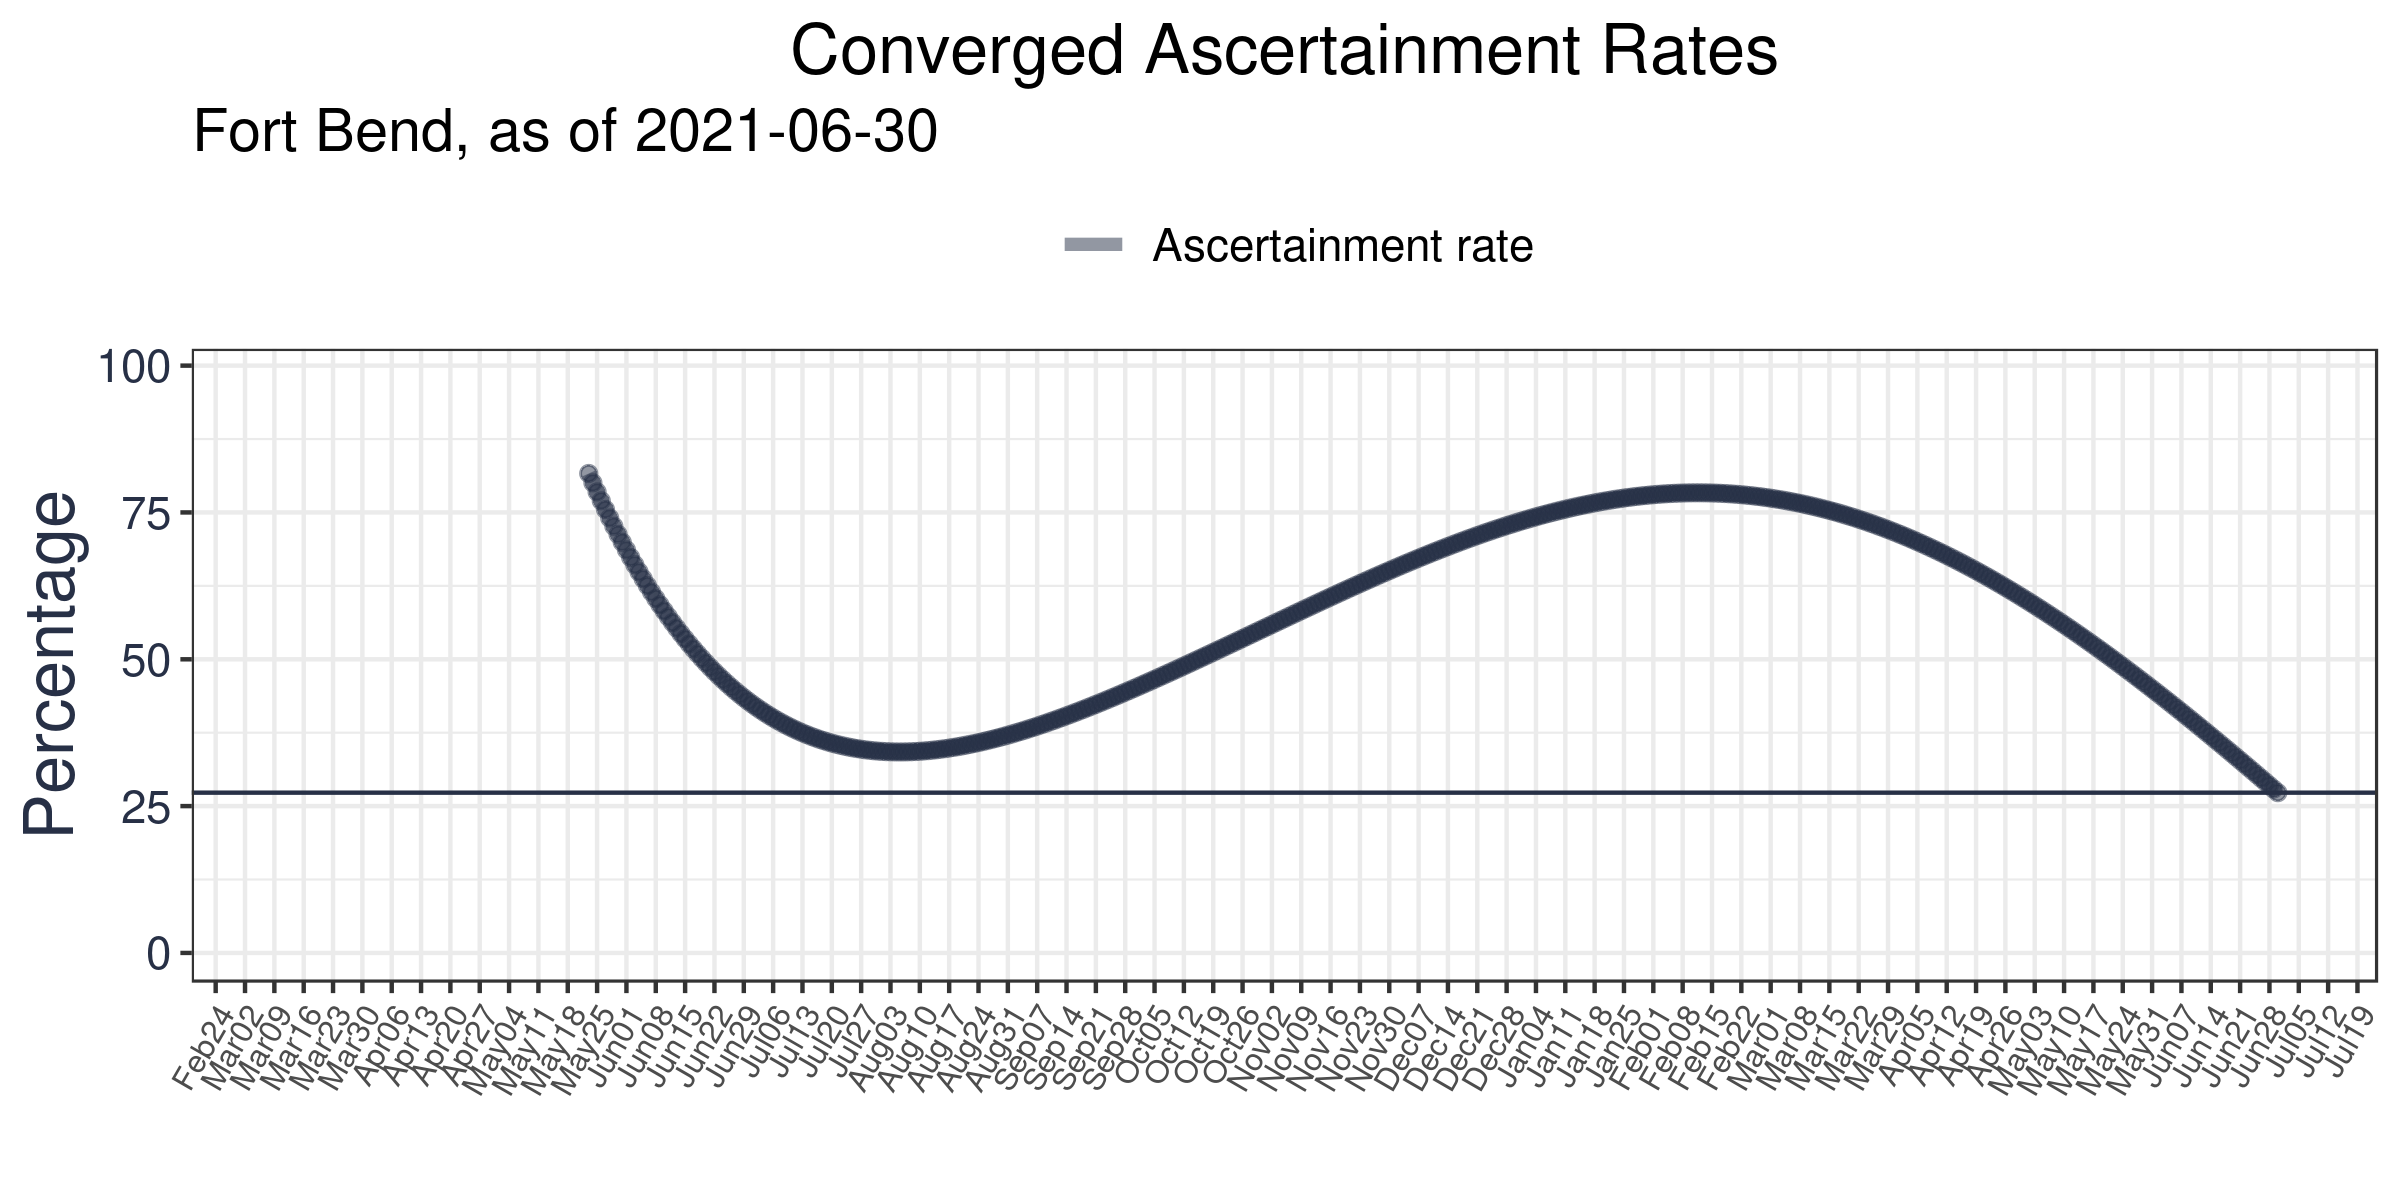 Converged Ascertainment Rates
Fort Bend, as of 2021-06-30
Ascertainment rate
Percentage
100
75
50
25
0
Feb24
Mar02
Mar09
Mar16
Mar23
Mar30
Apr06
Apr13
Apr20
Apr27
May04
May11
May18
May25
Jun01
Jun08
Jun15
Jun22
Jun29
Jul06
Jul13
Jul20
Jul27
Aug03
Aug10
Aug17
Aug24
Aug31
Sep07
Sep14
Sep21
Sep28
Oct05
Oct12
Oct19
Oct26
Nov02
Nov09
Nov16
Nov23
Nov30
Dec07
Dec14
Dec21
Dec28
Jan04
Jan11
Jan18
Jan25
Feb01
Feb08
Feb15
Feb22
Mar01
Mar08
Mar15
Mar22
Mar29
Apr05
Apr12
Apr19
Apr26
May03
May10
May17
May24
May31
Jun07
Jun14
Jun21
Jun28
Jul05
Jul12
Jul19